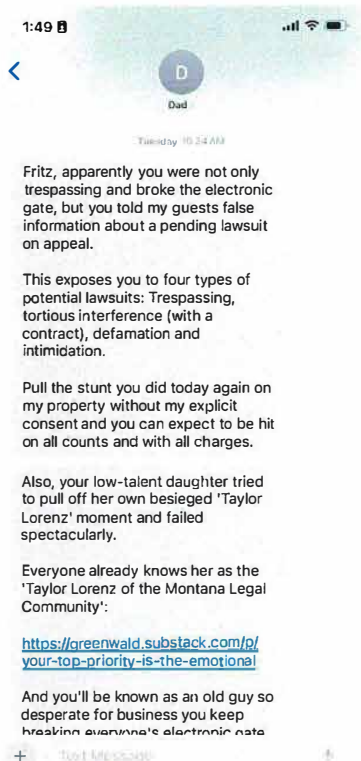 1:49
D
Dad
Tuesday 10:34 AM
Fritz, apparently you were not only
trespassing and broke the electronic
gate, but you told my guests false
information about a pending lawsuit
on appeal.
This exposes you to four types of
potential lawsuits: Trespassing,
tortious interference (with a
contract), defamation and
intimidation.
Pull the stunt you did today again on
my property without my explicit
consent and you can expect to be hit
on all counts and with all charges.
Also, your low-talent daughter tried
to pull off her own besieged 'Taylor
Lorenz' moment and failed
spectacularly.
Everyone already knows her as the
'Taylor Lorenz of the Montana Legal
Community':
https://greenwald.substack.com/p/
your-top-priority-is-the-emotional
And you'll be known as an old guy so
desperate for business you keep
breaking everyone's electronic gate
Text Message